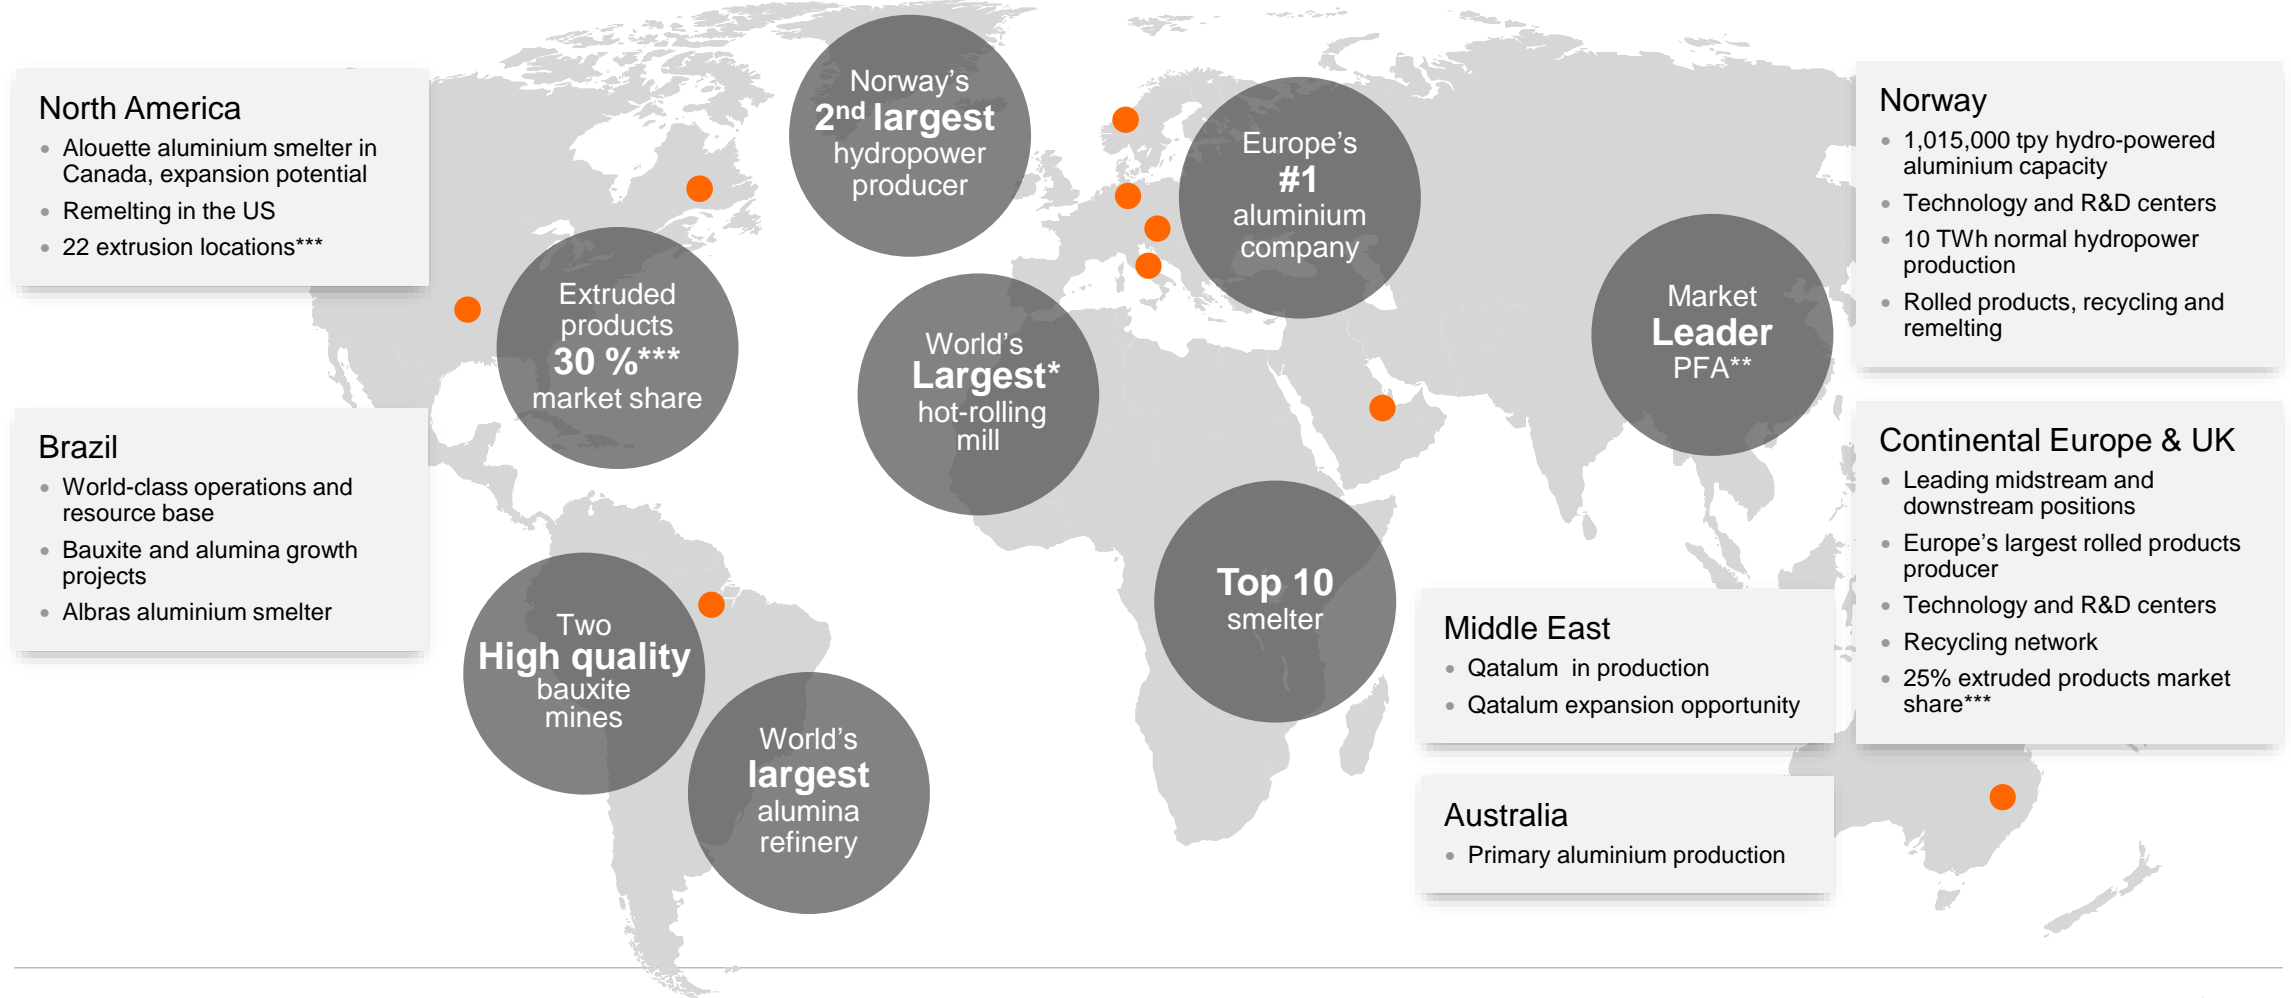 North America
• Alouette aluminium smelter in
Canada, expansion potential
• Remelting in the US
• 22 extrusion locations***
Brazil
• World-class operations and
resource base
• Bauxite and alumina growth
projects
• Albras aluminium smelter
Norway's
2nd largest
hydropower
producer
Europe's
#1
aluminium
company
Extruded
products
30 %***
market share
World's
Largest*
hot-rolling
mill
Market
Leader
PFA**
Two
High quality
bauxite
mines
World's
largest
alumina
refinery
Top 10
smelter
Middle East
• Qatalum in production
• Qatalum expansion opportunity
Australia
• Primary aluminium production
Norway
• 1,015,000 tpy hydro-powered
aluminium capacity
• Technology and R&D centers
• 10 TWh normal hydropower
production
• Rolled products, recycling and
remelting
Continental Europe & UK
• Leading midstream and
downstream positions
• Europe's largest rolled products
producer
• Technology and R&D centers
• Recycling network
• 25% extruded products market
share***